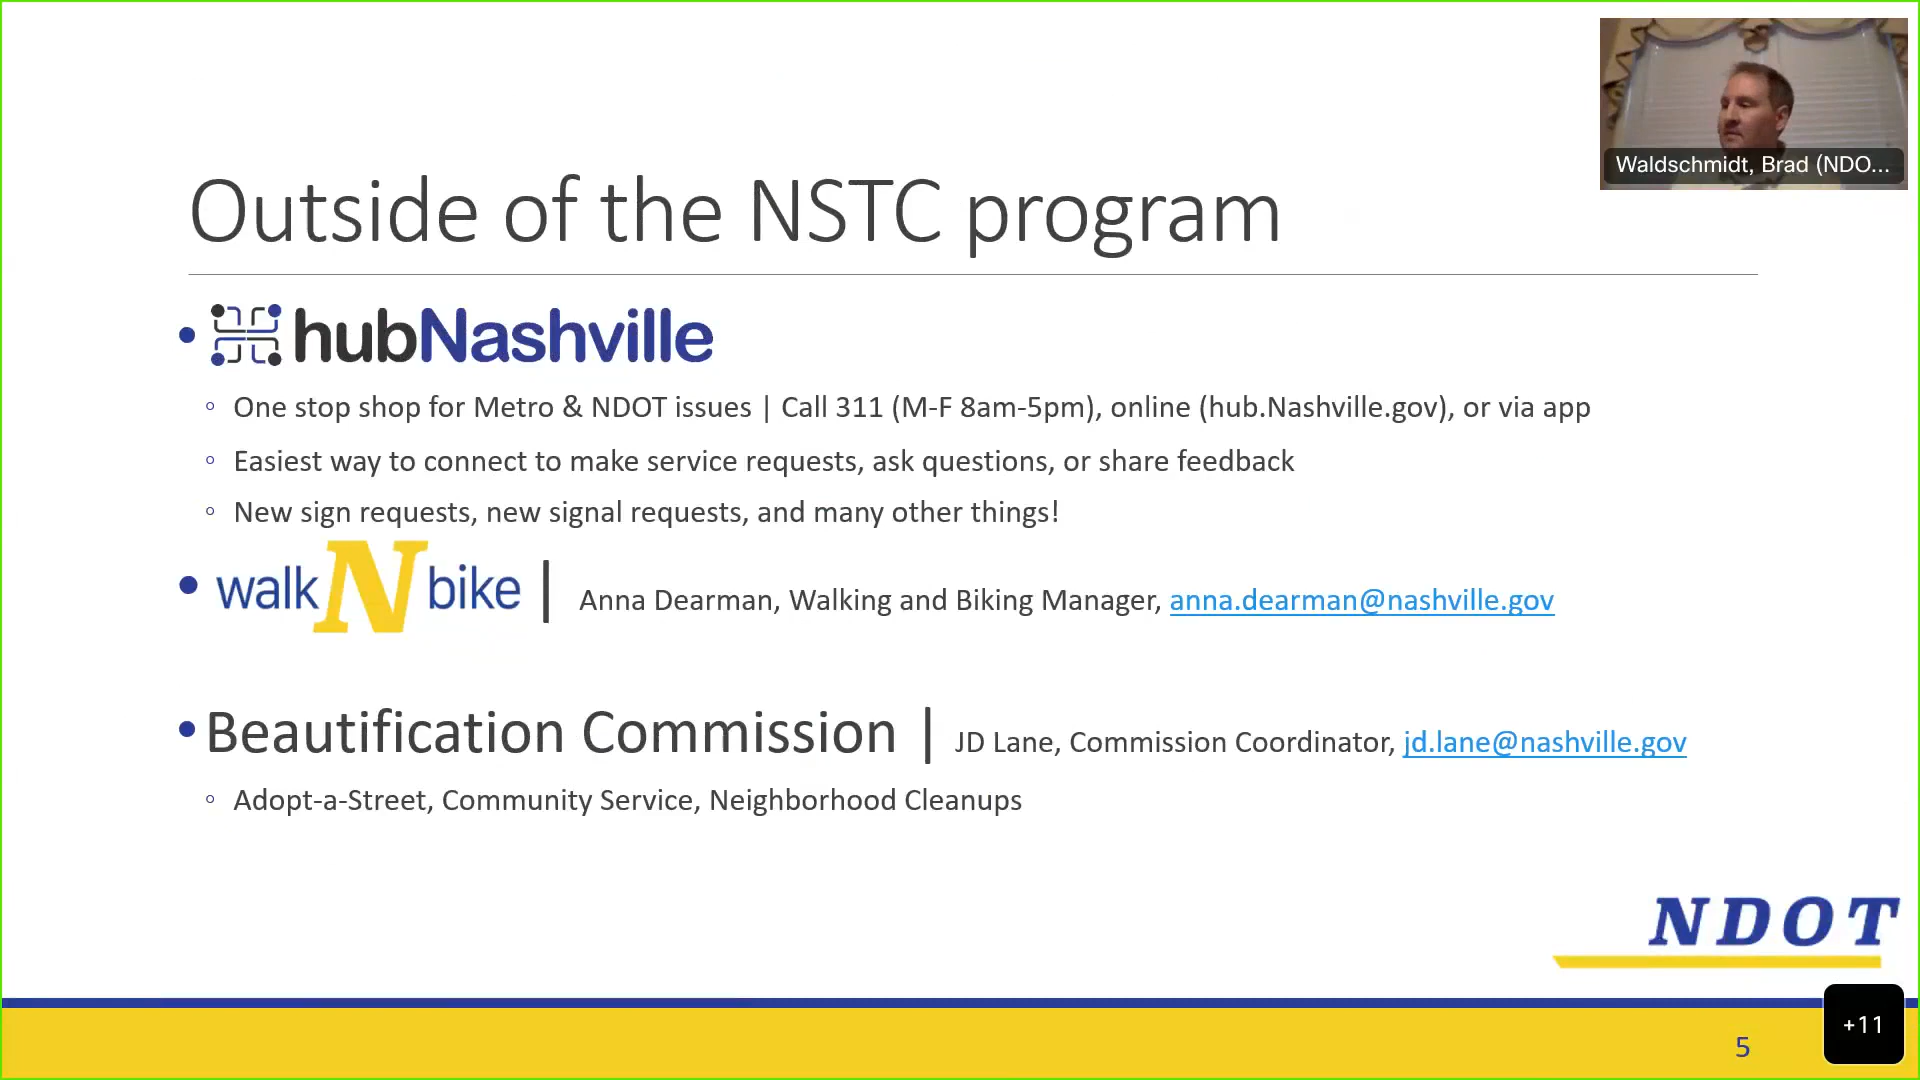 Waldschmidt, Brad (NDO...
Outside of the NSTC program
• hubNashville
◦ One stop shop for Metro & NDOT issues | Call 311 (M-F 8am-5pm), online (hub.Nashville.gov), or via app
◦ Easiest way to connect to make service requests, ask questions, or share feedback
◦ New sign requests, new signal requests, and many other things!
• walk N bike | Anna Dearman, Walking and Biking Manager, anna.dearman@nashville.gov
• Beautification Commission | JD Lane, Commission Coordinator, jd.lane@nashville.gov
◦ Adopt-a-Street, Community Service, Neighborhood Cleanups
NDOT
+11
5